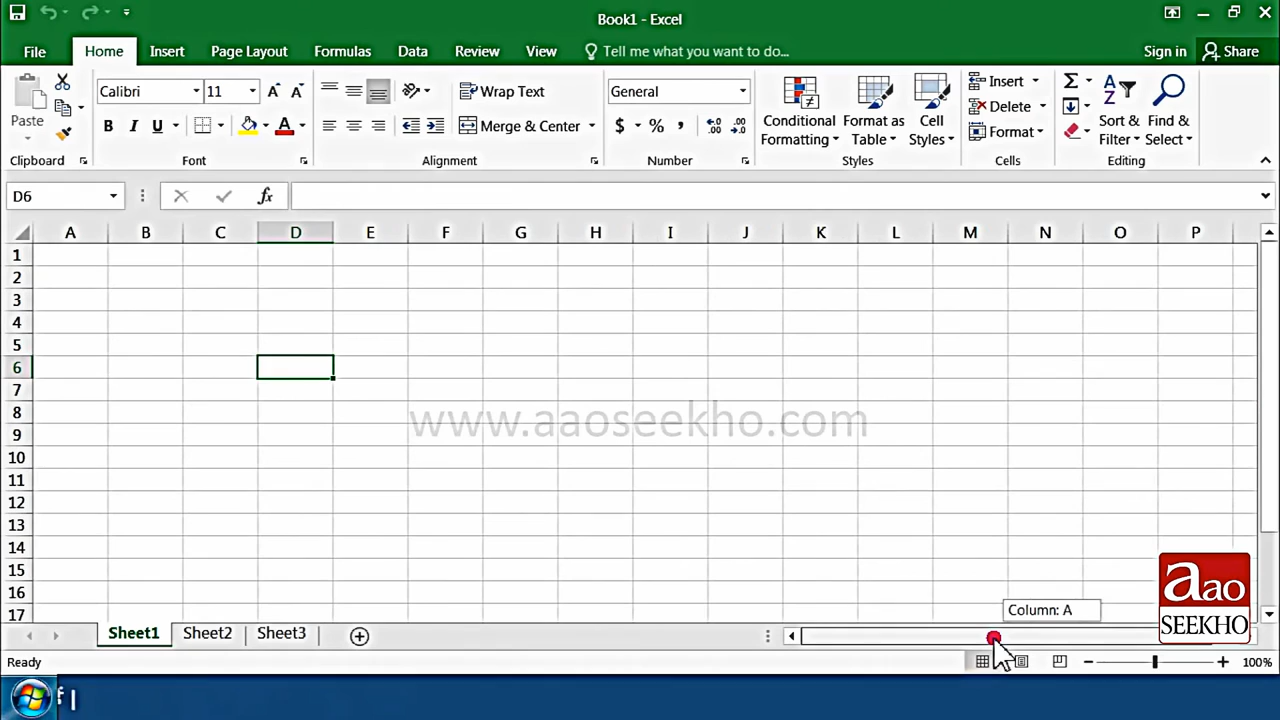 Book1 - Excel
File Home Insert Page Layout Formulas Data Review View Tell me what you want to do... Sign in Share
Paste
Clipboard
Calibri 11
B I U
Font
Wrap Text
Merge & Center
Alignment
General
$ % ,
Number
Conditional Formatting
Format as Table
Cell Styles
Styles
Insert
Delete
Format
Cells
Sort & Filter
Find & Select
Editing
D6 fx
A B C D E F G H I J K L M N O P
1
2
3
4
5
6
7
8
www.aaoseekho.com
9
10
11
12
13
14
15
16
17
Column: A
aao
SEEKHO
Sheet1 Sheet2 Sheet3
Ready 100%